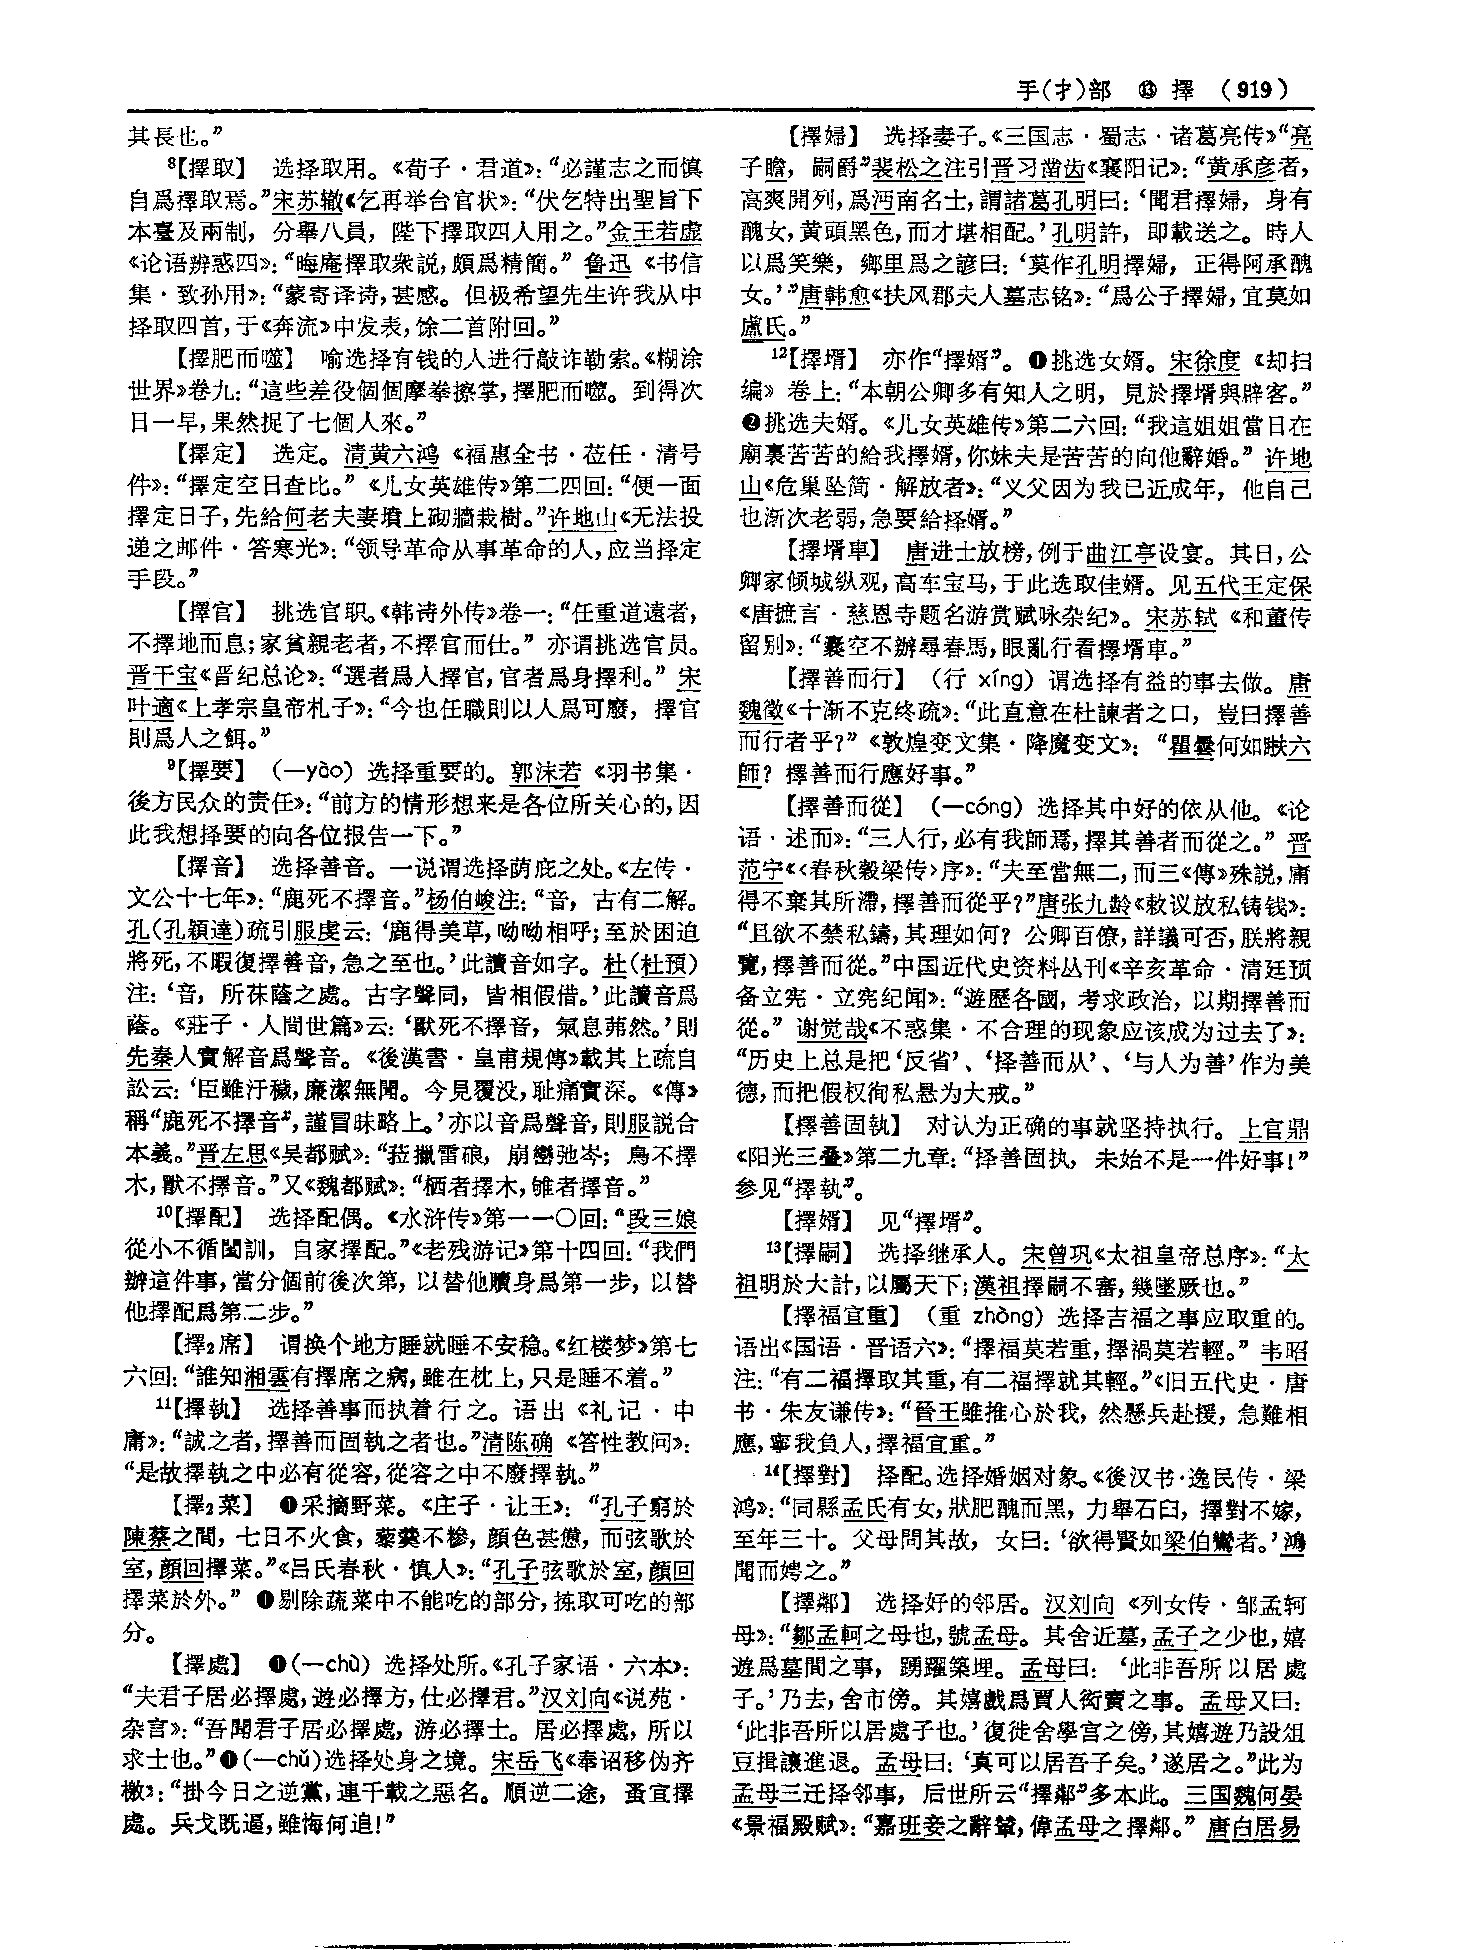 手(扌)部 ⓭ 擇 (919)
其長也。”
⁸【擇取】 选择取用。《荀子·君道》：“必謹志之而慎
自爲擇取焉。”宋苏辙《乞再举台官状》：“伏乞特出聖旨下
本臺及兩制，分舉八員，陛下擇取四人用之。”金王若虚
《论语辨惑四》：“晦庵擇取衆説，頗爲精簡。” 鲁迅《书信
集·致孙用》：“蒙寄译诗，甚感。但极希望先生许我从中
择取四首，于《奔流》中发表，馀二首附回。”
【擇肥而噬】 喻选择有钱的人进行敲诈勒索。《糊涂
世界》卷九：“這些差役個個摩拳擦掌，擇肥而噬。到得次
日一早，果然捉了七個人來。”
【擇定】 选定。清黄六鸿《福惠全书·莅任·清号
件》：“擇定空日查比。”《儿女英雄传》第二四回：“便一面
擇定日子，先給何老夫妻墳上砌牆栽樹。”许地山《无法投
递之邮件·答寒光》：“领导革命从事革命的人，应当择定
手段。”
【擇官】 挑选官职。《韩诗外传》卷一：“任重道遠者，
不擇地而息；家貧親老者，不擇官而仕。” 亦谓挑选官员。
晋干宝《晋纪总论》：“選者爲人擇官，官者爲身擇利。” 宋
叶適《上孝宗皇帝札子》：“今也任職則以人爲可廢，擇官
則爲人之餌。”
⁹【擇要】 （—yào）选择重要的。郭沫若《羽书集·
後方民众的责任》：“前方的情形想来是各位所关心的，因
此我想择要的向各位报告一下。”
【擇音】 选择善音。一说谓选择荫庇之处。《左传·
文公十七年》：“鹿死不擇音。”杨伯峻注：“音，古有二解。
孔（孔穎達）疏引服虔云：‘鹿得美草，呦呦相呼；至於困迫
將死，不暇復擇善音，急之至也。’此讀音如字。杜（杜預）
注：‘音，所茠蔭之處。古字聲同，皆相假借。’此讀音爲
蔭。《莊子·人間世篇》云：‘獸死不擇音，氣息茀然。’則
先秦人實解音爲聲音。《後漢書·皇甫規傳》載其上疏自
訟云：‘臣雖汙穢，廉潔無聞。今見覆没，耻痛實深。《傳》
稱“鹿死不擇音”，謹冒昧略上。’亦以音爲聲音，則服説合
本義。”晋左思《吴都赋》：“菈擸雷硠，崩巒弛岑；鳥不擇
木，獸不擇音。”又《魏都赋》：“栖者擇木，雊者擇音。”
¹⁰【擇配】 选择配偶。《水浒传》第一一〇回：“段三娘
從小不循閨訓，自家擇配。”《老残游记》第十四回：“我們
辦這件事，當分個前後次第，以替他贖身爲第一步，以替
他擇配爲第二步。”
【擇₂席】 谓换个地方睡就睡不安稳。《红楼梦》第七
六回：“誰知湘雲有擇席之病，雖在枕上，只是睡不着。”
¹¹【擇執】 选择善事而执着行之。语出《礼记·中
庸》：“誠之者，擇善而固執之者也。”清陈确《答性教问》：
“是故擇執之中必有從容，從容之中不廢擇執。”
【擇₂菜】 ❶采摘野菜。《庄子·让王》：“孔子窮於
陳蔡之間，七日不火食，藜羹不糝，顔色甚憊，而弦歌於
室，顔回擇菜。”《吕氏春秋·慎人》：“孔子弦歌於室，顔回
擇菜於外。” ❶剔除蔬菜中不能吃的部分，拣取可吃的部
分。
【擇處】 ❶（—chù）选择处所。《孔子家语·六本》：
“夫君子居必擇處，遊必擇方，仕必擇君。”汉刘向《说苑·
杂言》：“吾聞君子居必擇處，游必擇士。居必擇處，所以
求士也。”❶（—chǔ）选择处身之境。宋岳飞《奉诏移伪齐
檄》：“掛今日之逆黨，連千載之惡名。順逆二途，蚤宜擇
處。兵戈既逼，雖悔何追！”
【擇婦】 选择妻子。《三国志·蜀志·诸葛亮传》“亮
子瞻，嗣爵”裴松之注引晋习凿齿《襄阳记》：“黄承彦者，
高爽開列，爲沔南名士，謂諸葛孔明曰：‘聞君擇婦，身有
醜女，黄頭黑色，而才堪相配。’孔明許，即載送之。時人
以爲笑樂，鄉里爲之諺曰：‘莫作孔明擇婦，正得阿承醜
女。’”唐韩愈《扶风郡夫人墓志铭》：“爲公子擇婦，宜莫如
盧氏。”
¹²【擇壻】 亦作“擇婿”。❶挑选女婿。宋徐度《却扫
编》卷上：“本朝公卿多有知人之明，見於擇壻與辟客。”
❷挑选夫婿。《儿女英雄传》第二六回：“我這姐姐當日在
廟裏苦苦的給我擇婿，你妹夫是苦苦的向他辭婚。” 许地
山《危巢坠简·解放者》：“义父因为我已近成年，他自己
也渐次老弱，急要給择婿。”
【擇壻車】 唐进士放榜，例于曲江亭设宴。其日，公
卿家倾城纵观，高车宝马，于此选取佳婿。见五代王定保
《唐摭言·慈恩寺题名游赏赋咏杂纪》。宋苏轼《和董传
留别》：“囊空不辦尋春馬，眼亂行看擇壻車。”
【擇善而行】 （行 xíng）谓选择有益的事去做。唐
魏徵《十渐不克终疏》：“此直意在杜諫者之口，豈曰擇善
而行者乎？”《敦煌变文集·降魔变文》：“瞿曇何如趺六
師？擇善而行應好事。”
【擇善而從】 （—cóng）选择其中好的依从他。《论
语·述而》：“三人行，必有我師焉，擇其善者而從之。” 晋
范宁《〈春秋穀梁传〉序》：“夫至當無二，而三《傳》殊説，庸
得不棄其所滯，擇善而從乎？”唐张九龄《敕议放私铸钱》：
“且欲不禁私鑄，其理如何？公卿百僚，詳議可否，朕將親
覽，擇善而從。”中国近代史资料丛刊《辛亥革命·清廷预
备立宪·立宪纪闻》：“遊歷各國，考求政治，以期擇善而
從。” 谢觉哉《不惑集·不合理的现象应该成为过去了》：
“历史上总是把‘反省’、‘择善而从’、‘与人为善’作为美
德，而把假权徇私悬为大戒。”
【擇善固執】 对认为正确的事就坚持执行。上官鼎
《阳光三叠》第二九章：“择善固执，未始不是一件好事！”
参见“擇執”。
【擇婿】 见“擇壻”。
¹³【擇嗣】 选择继承人。宋曾巩《太祖皇帝总序》：“太
祖明於大計，以屬天下；漢祖擇嗣不審，幾墜厥也。”
【擇福宜重】 （重 zhòng）选择吉福之事应取重的。
语出《国语·晋语六》：“擇福莫若重，擇禍莫若輕。” 韦昭
注：“有二福擇取其重，有二福擇就其輕。”《旧五代史·唐
书·朱友谦传》：“晉王雖推心於我，然懸兵赴援，急難相
應，寧我負人，擇福宜重。”
¹⁴【擇對】 择配。选择婚姻对象。《後汉书·逸民传·梁
鸿》：“同縣孟氏有女，狀肥醜而黑，力舉石臼，擇對不嫁，
至年三十。父母問其故，女曰：‘欲得賢如梁伯鸞者。’鴻
聞而娉之。”
【擇鄰】 选择好的邻居。汉刘向《列女传·邹孟轲
母》：“鄒孟軻之母也，號孟母。其舍近墓，孟子之少也，嬉
遊爲墓間之事，踴躍築埋。孟母曰：‘此非吾所以居處
子。’乃去，舍市傍。其嬉戲爲賈人衒賣之事。孟母又曰：
‘此非吾所以居處子也。’復徙舍學宫之傍，其嬉遊乃設俎
豆揖讓進退。孟母曰：‘真可以居吾子矣。’遂居之。”此为
孟母三迁择邻事，后世所云“擇鄰”多本此。三国魏何晏
《景福殿赋》：“嘉班妾之辭輦，偉孟母之擇鄰。” 唐白居易